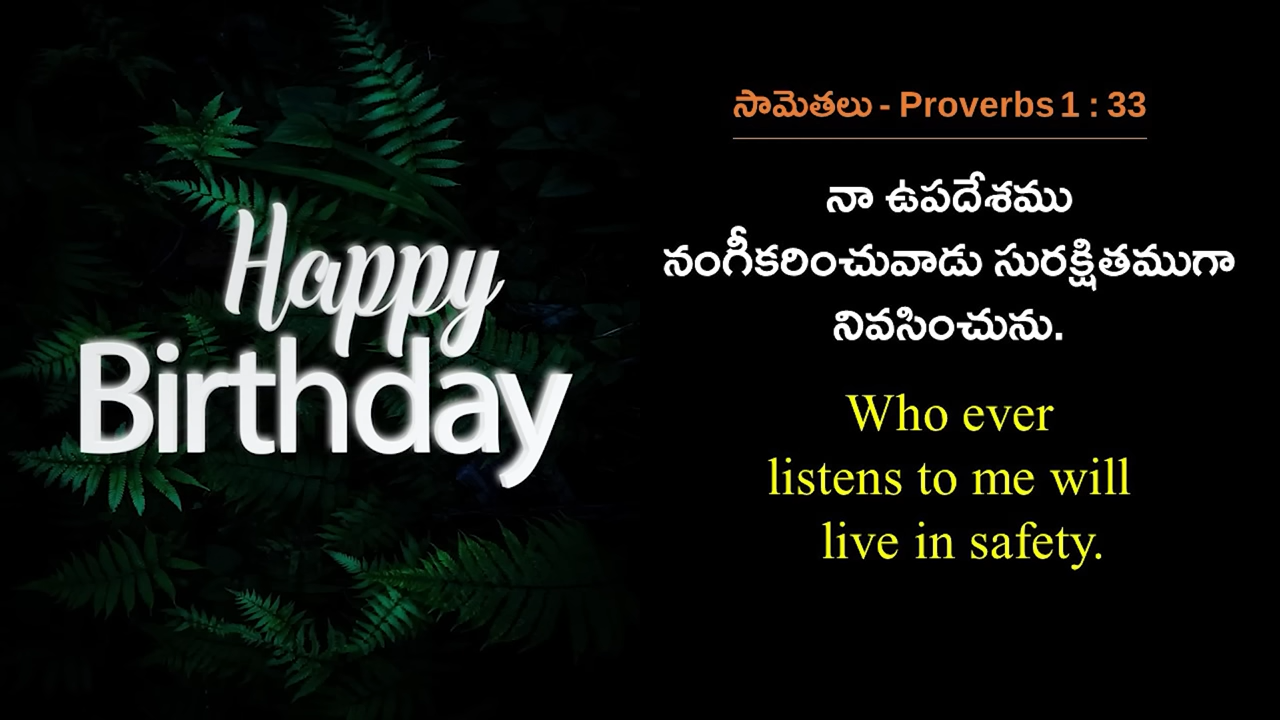 Happy
Birthday
సామెతలు - Proverbs 1 : 33
నా ఉపదేశము
నంగీకరించువాడు సురక్షితముగా
నివసించును.
Who ever
listens to me will
live in safety.